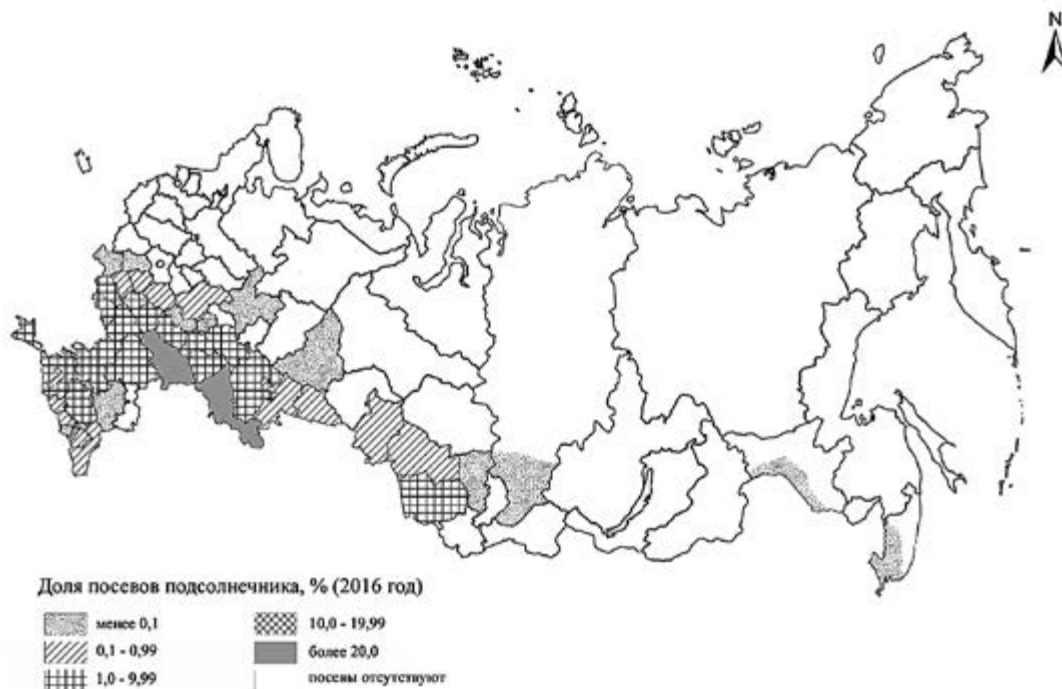 N
Доля посевов подсолнечника, % (2016 год)
менее 0,1
0,1 - 0,99
1,0 - 9,99
10,0 - 19,99
более 20,0
посевы отсутствуют